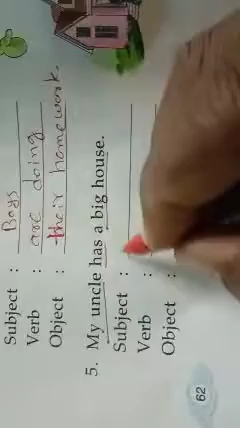 Subject : Boys
Verb : are doing
Object : their homework.
5. My uncle has a big house.
Subject :
Verb :
Object :
62